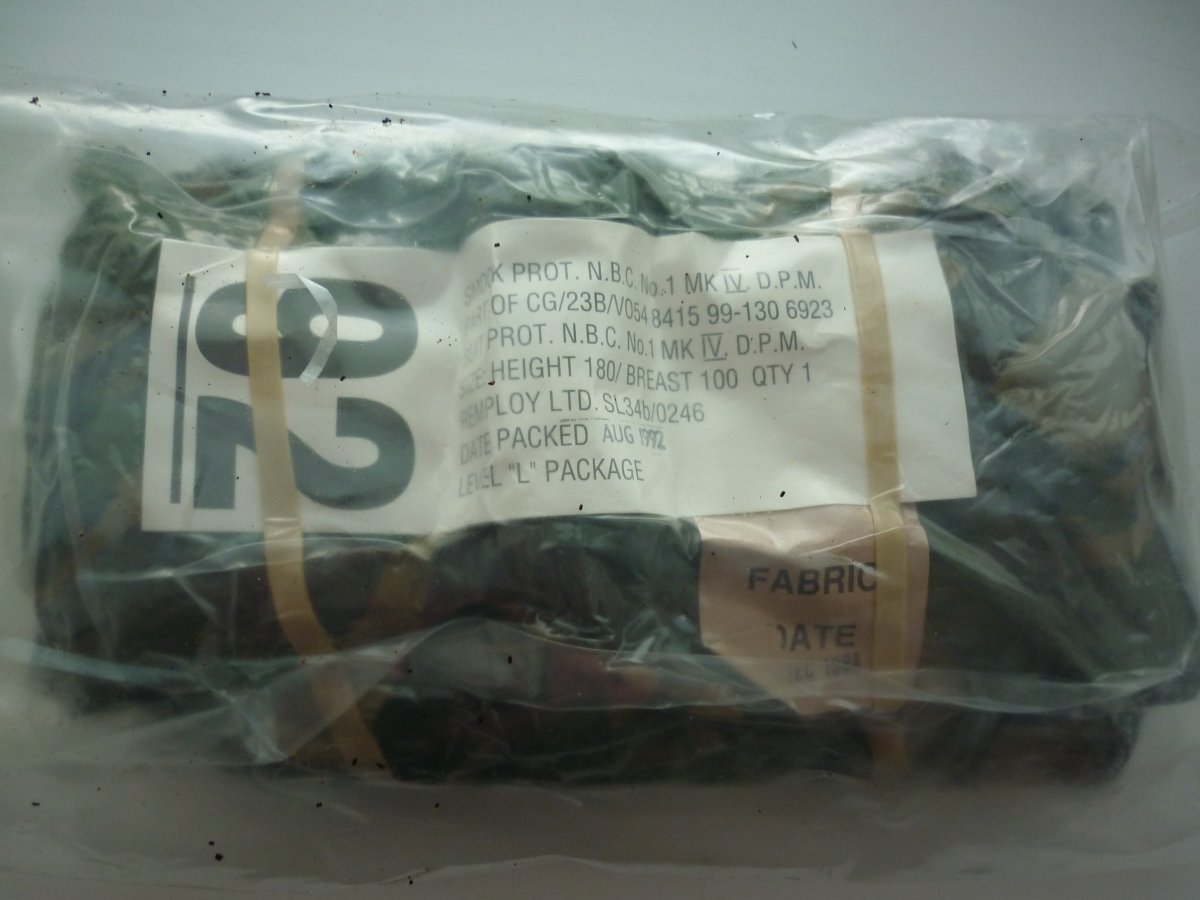 82
SMOCK PROT. N.B.C. No.1 MK IV. D.P.M.
PART OF CG/23B/V054 8415 99-130 6923
SUIT PROT. N.B.C. No.1 MK IV. D.P.M.
SIZE: HEIGHT 180/ BREAST 100 QTY 1
REMPLOY LTD. SL34b/0246
DATE PACKED AUG 1992
LEVEL "L" PACKAGE
FABRIC
DATE